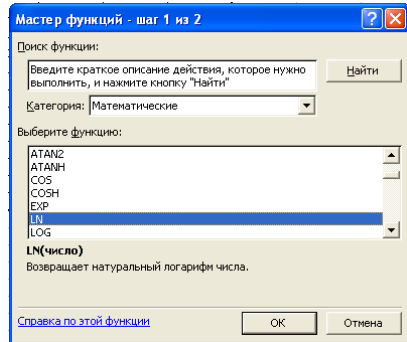 Мастер функций - шаг 1 из 2
Поиск функции:
Введите краткое описание действия, которое нужно
выполнить, и нажмите кнопку "Найти"
Найти
Категория: Математические
Выберите функцию:
ATAN2
ATANH
COS
COSH
EXP
LN
LOG
LN(число)
Возвращает натуральный логарифм числа.
Справка по этой функции
ОК
Отмена